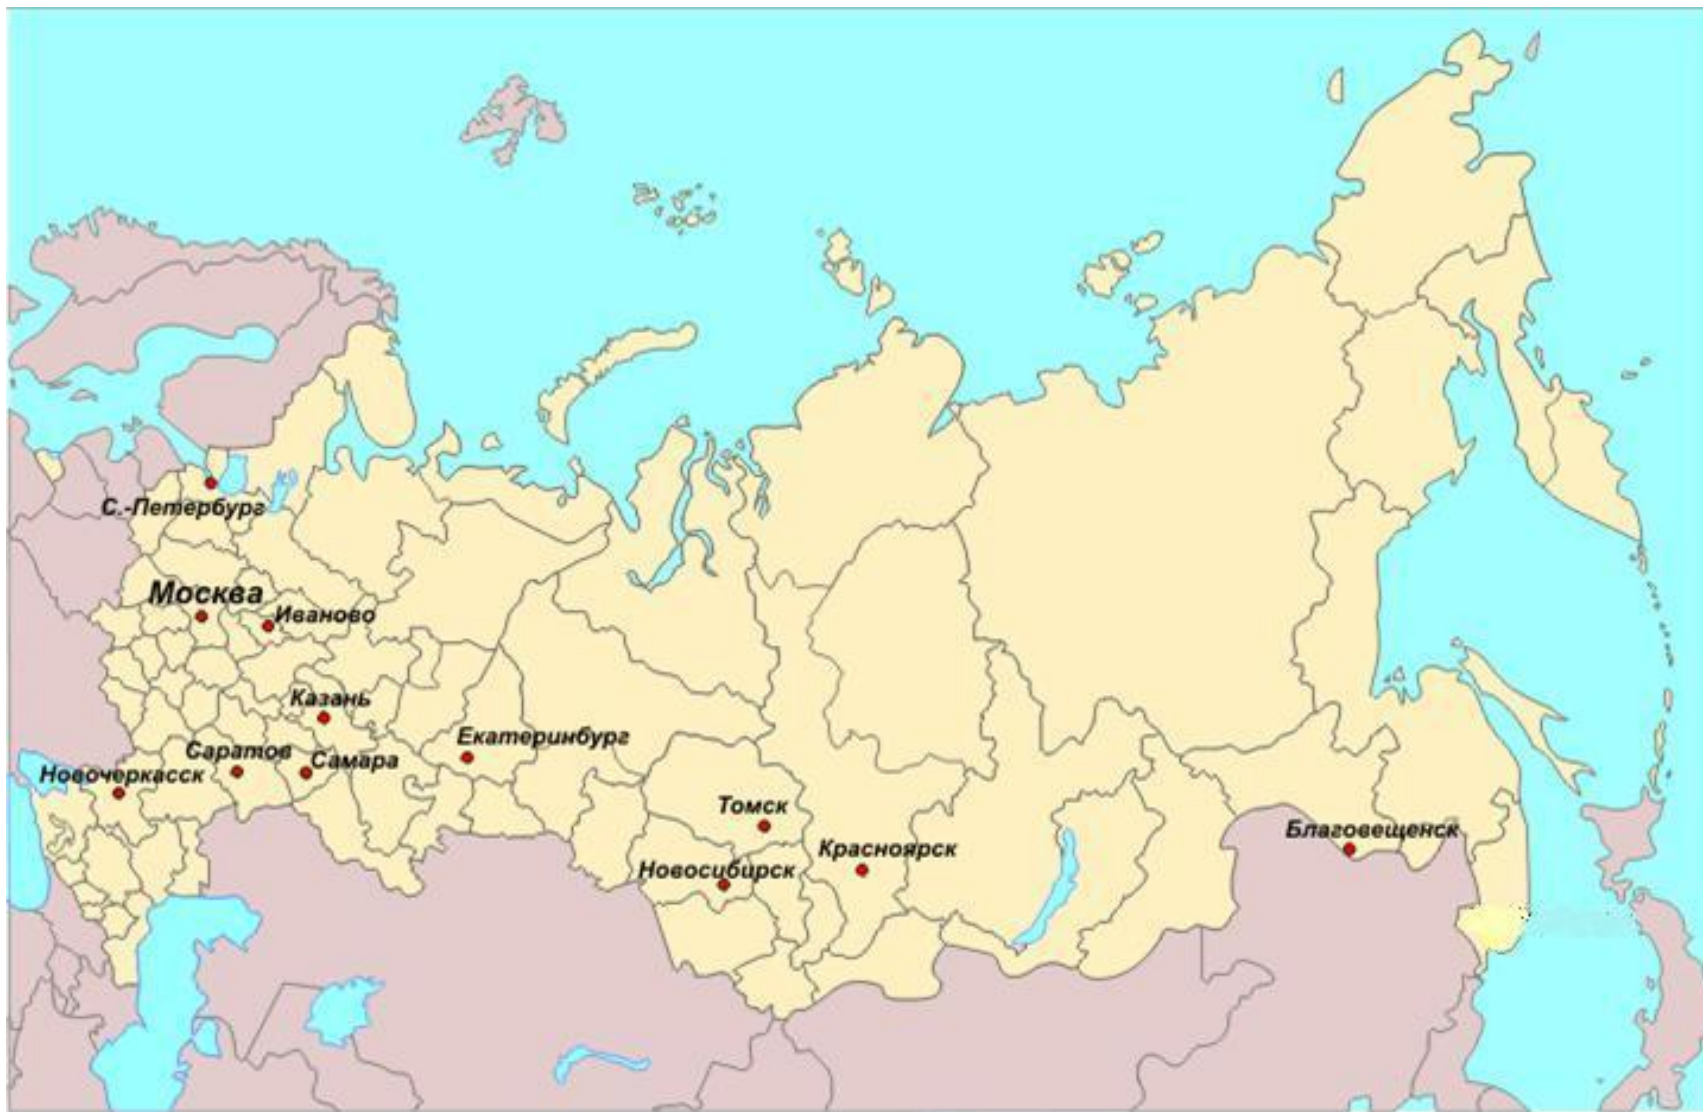 С.-Петербург
Москва
Иваново
Казань
Екатеринбург
Саратов
Самара
Новочеркасск
Томск
Благовещенск
Красноярск
Новосибирск